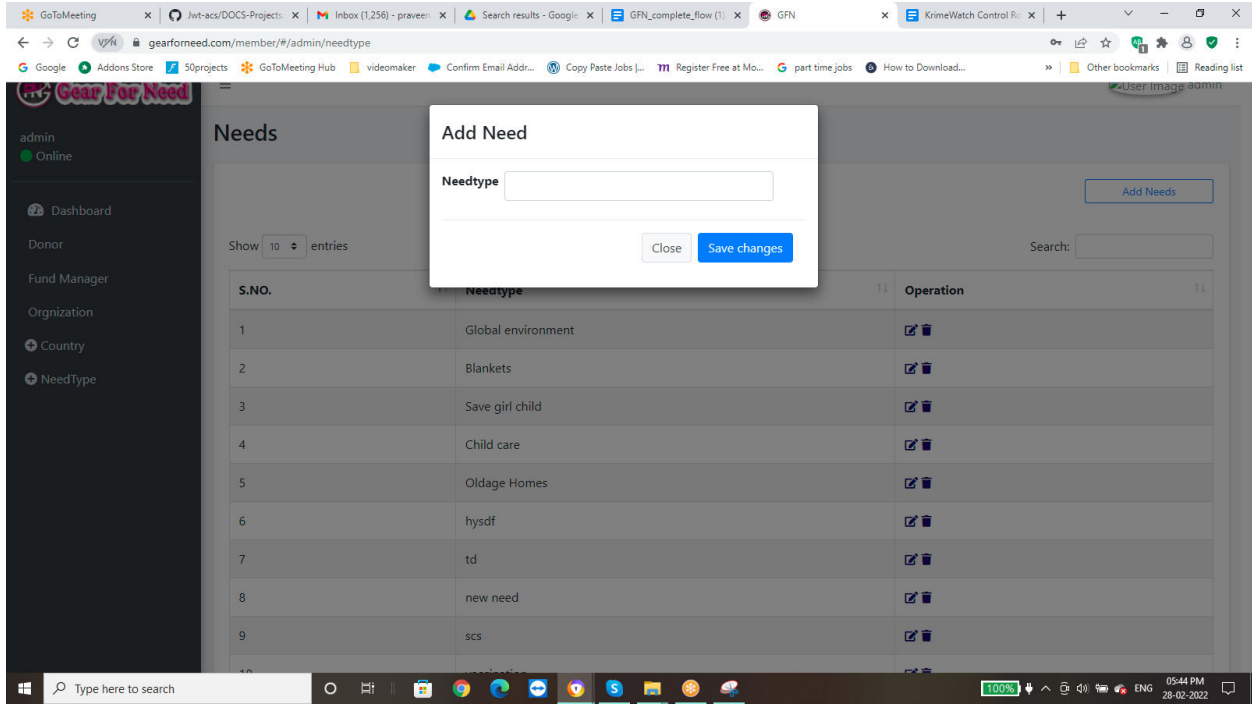 GoToMeeting
Jwt-acs/DOCS-Projects:
Inbox (1,256) - praveen
Search results - Google
GFN_complete_flow (1)
GFN
KrimeWatch Control Ro
VPN
gearforneed.com/member/#/admin/needtype
Google
Addons Store
50projects
GoToMeeting Hub
videomaker
Confirm Email Addr...
Copy Paste Jobs |...
Register Free at Mo...
part time jobs
How to Download...
»
Other bookmarks
Reading list
Gear For Need
User Image admin
admin
Online
Dashboard
Donor
Fund Manager
Orgnization
Country
NeedType
Needs
Add Need
Needtype
Close
Save changes
Add Needs
Show 10 entries
Search:
S.NO. Needtype Operation
1 Global environment
2 Blankets
3 Save girl child
4 Child care
5 Oldage Homes
6 hysdf
7 td
8 new need
9 scs
10
Type here to search
100%
ENG
05:44 PM
28-02-2022